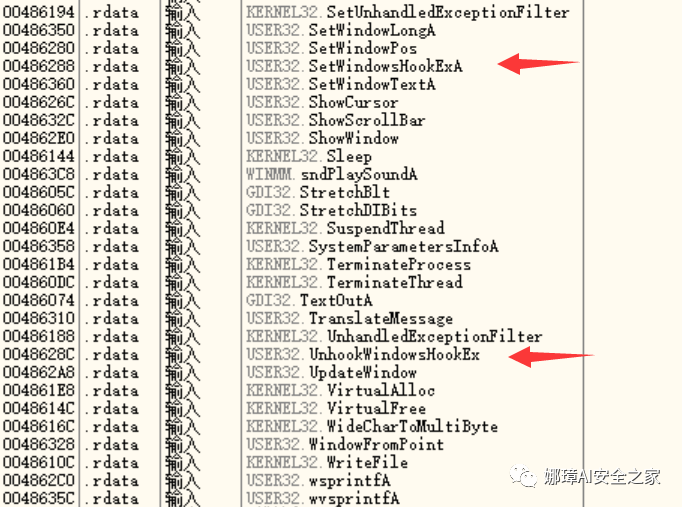 00486194 .rdata 输入 KERNEL32.SetUnhandledExceptionFilter
00486350 .rdata 输入 USER32.SetWindowLongA
00486280 .rdata 输入 USER32.SetWindowPos
00486288 .rdata 输入 USER32.SetWindowsHookExA
00486360 .rdata 输入 USER32.SetWindowTextA
0048626C .rdata 输入 USER32.ShowCursor
0048632C .rdata 输入 USER32.ShowScrollBar
004862E0 .rdata 输入 USER32.ShowWindow
00486144 .rdata 输入 KERNEL32.Sleep
004863C8 .rdata 输入 WINMM.sndPlaySoundA
0048605C .rdata 输入 GDI32.StretchBlt
00486060 .rdata 输入 GDI32.StretchDIBits
004860E4 .rdata 输入 KERNEL32.SuspendThread
00486358 .rdata 输入 USER32.SystemParametersInfoA
004861B4 .rdata 输入 KERNEL32.TerminateProcess
004860DC .rdata 输入 KERNEL32.TerminateThread
00486074 .rdata 输入 GDI32.TextOutA
00486310 .rdata 输入 USER32.TranslateMessage
00486188 .rdata 输入 KERNEL32.UnhandledExceptionFilter
0048628C .rdata 输入 USER32.UnhookWindowsHookEx
004862A8 .rdata 输入 USER32.UpdateWindow
004861E8 .rdata 输入 KERNEL32.VirtualAlloc
0048614C .rdata 输入 KERNEL32.VirtualFree
0048616C .rdata 输入 KERNEL32.WideCharToMultiByte
00486328 .rdata 输入 USER32.WindowFromPoint
0048610C .rdata 输入 KERNEL32.WriteFile
004862C0 .rdata 输入 USER32.wsprintfA
0048635C .rdata 输入 USER32.wvsprintfA
娜璋AI安全之家